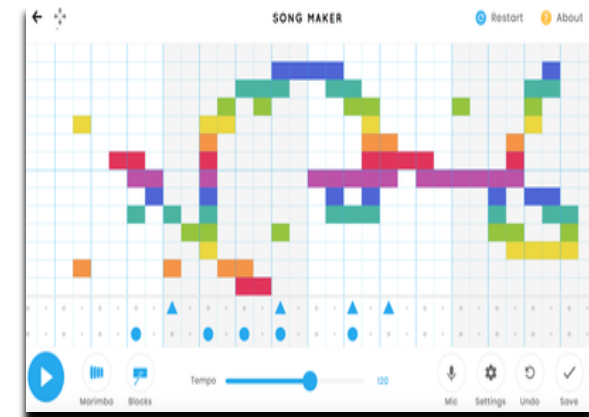 SONG MAKER
Restart
About
Tempo
120
Marimba
Blocks
Mic
Settings
Undo
Save